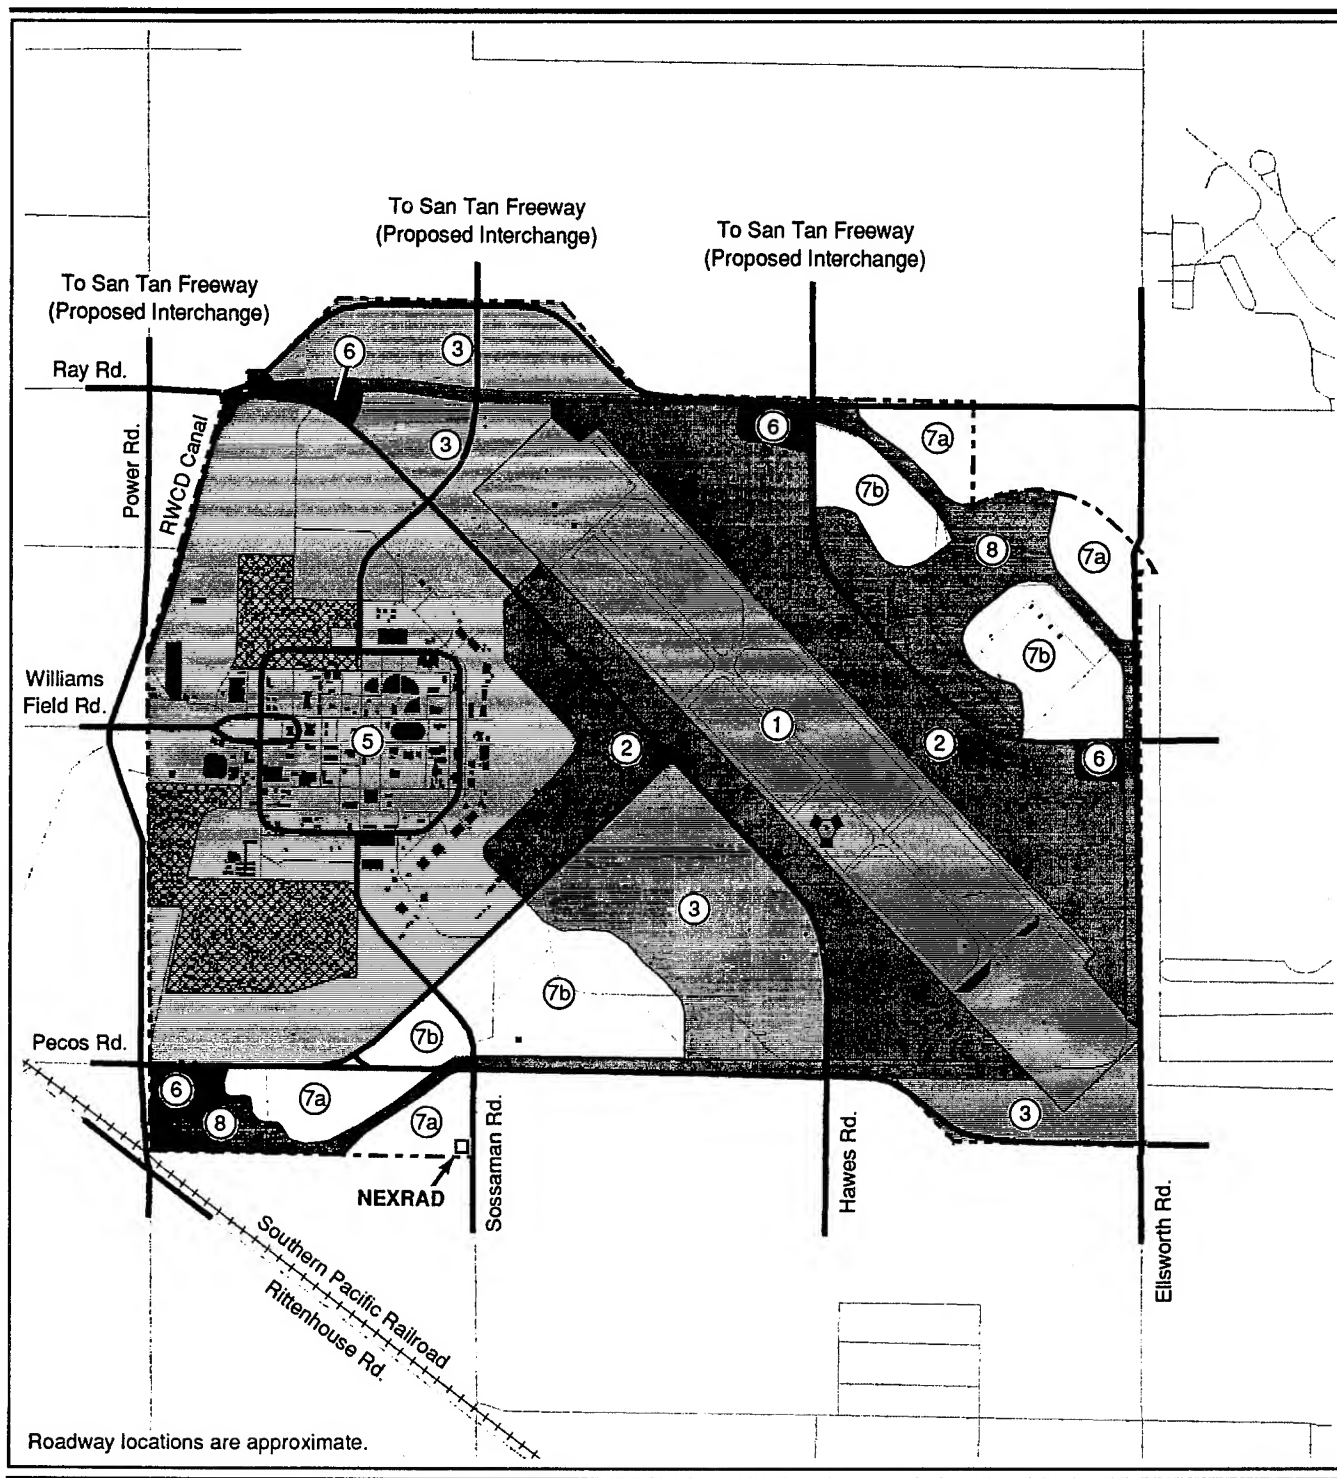 To San Tan Freeway
(Proposed Interchange)
To San Tan Freeway
(Proposed Interchange)
To San Tan Freeway
(Proposed Interchange)
Ray Rd.
6
3
3
6
7a
7b
8
7a
7b
Power Rd.
RWCD Canal
Williams
Field Rd.
5
2
1
2
6
3
7b
7b
Pecos Rd.
6
8
7a
7a
3
NEXRAD
Sossaman Rd.
Hawes Rd.
Ellsworth Rd.
Southern Pacific Railroad
Rittenhouse Rd.
Roadway locations are approximate.